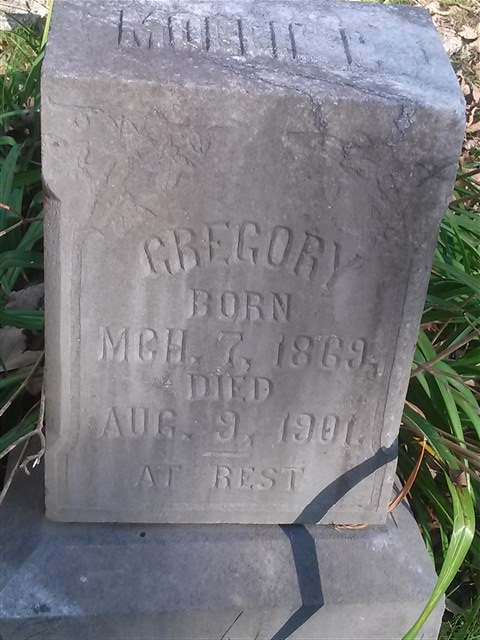 GREGORY
BORN
MCH. 7, 1869,
DIED
AUG. 9, 1901.
AT REST